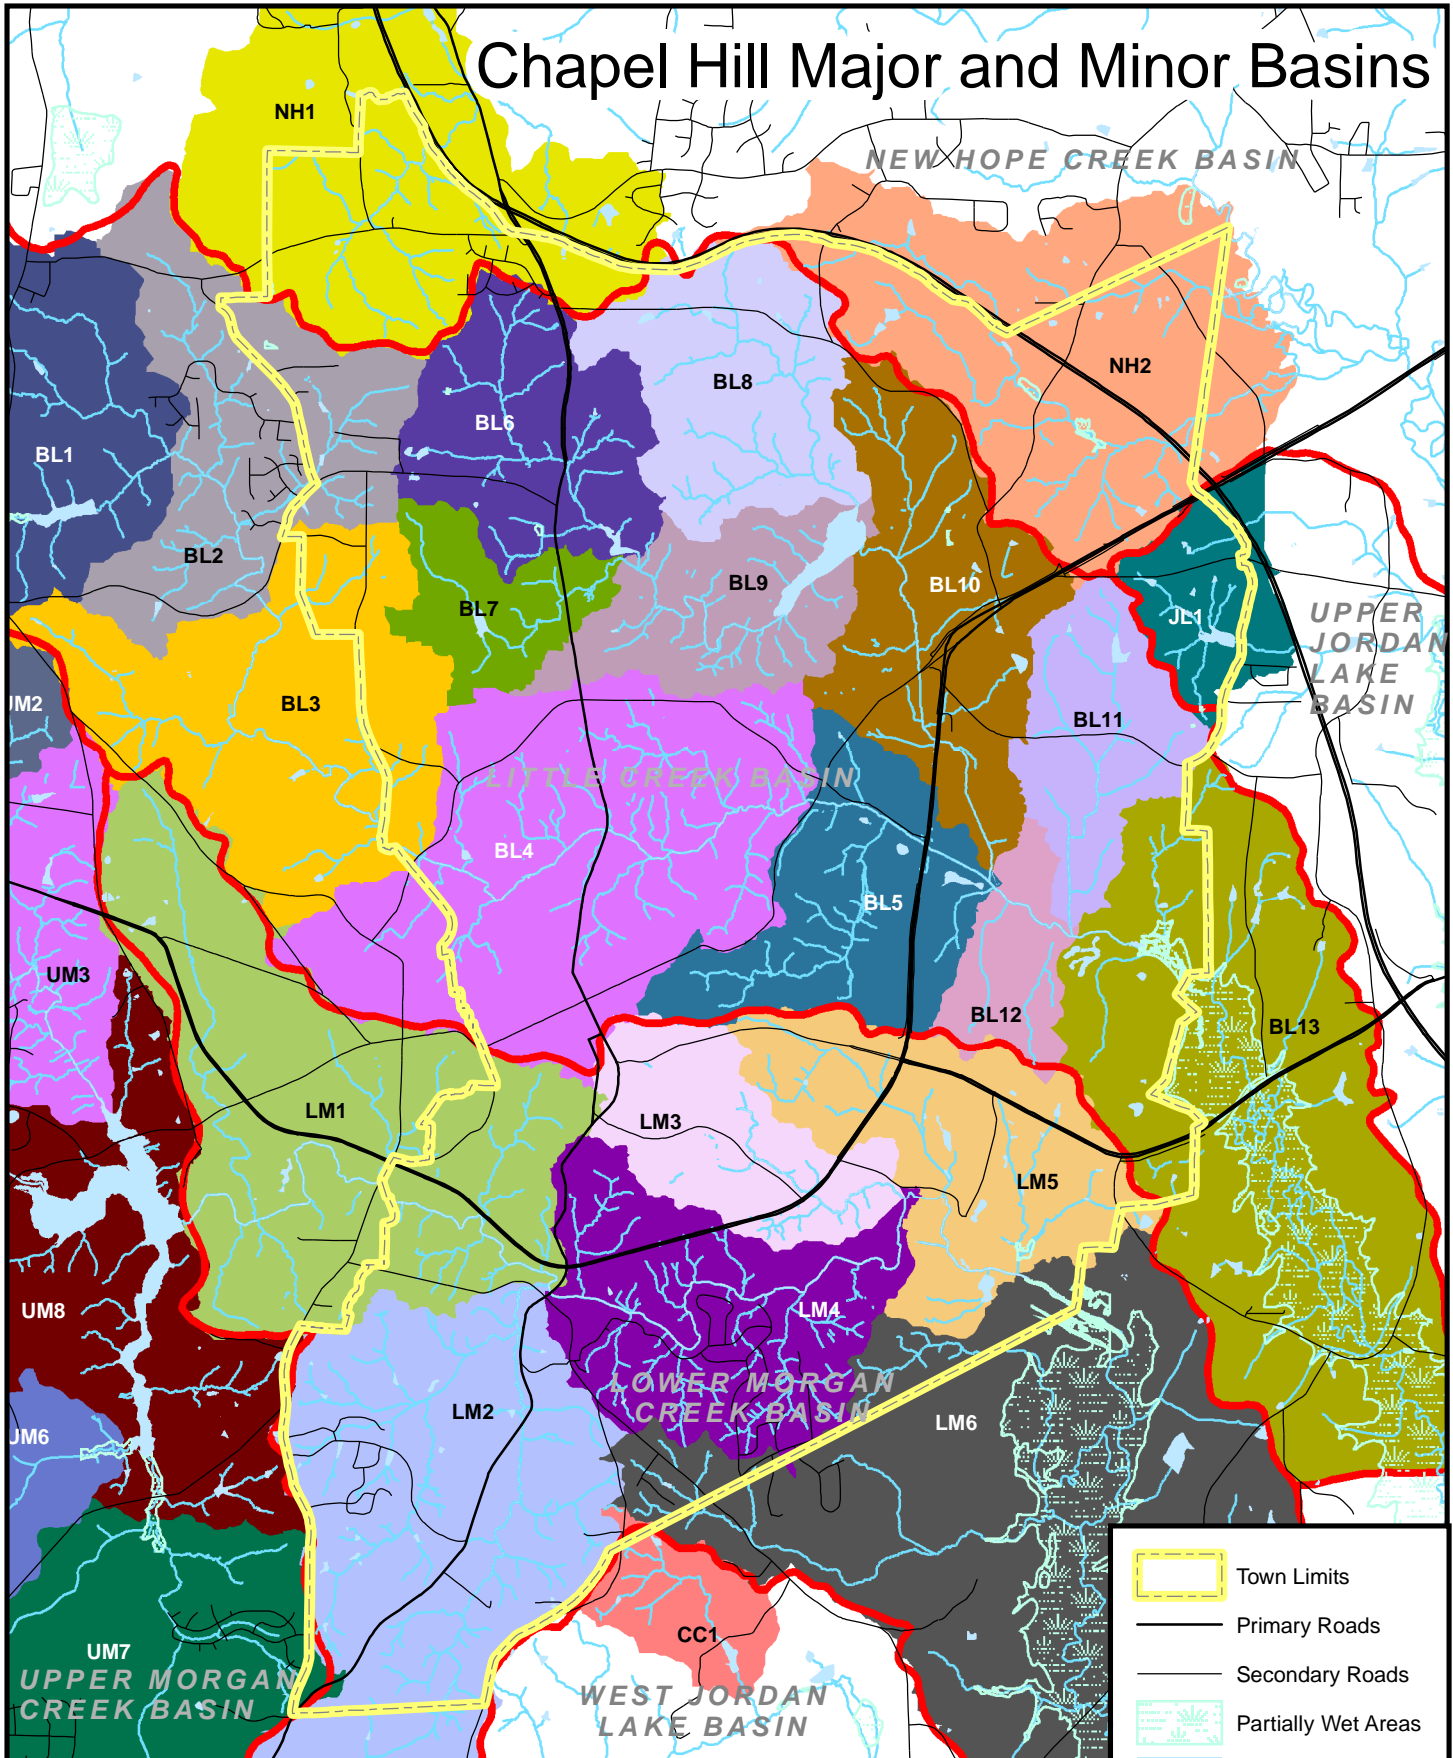 Chapel Hill Major and Minor Basins
NH1
NEW HOPE CREEK BASIN
NH2
BL8
BL6
BL1
BL2
BL9
BL10
BL7
JL1
UPPER
JORDAN
LAKE
BASIN
UM2
BL3
BL11
LITTLE CREEK BASIN
BL4
BL5
UM3
BL12
BL13
LM1
LM3
LM5
UM8
LM4
LOWER MORGAN
CREEK BASIN
LM2
LM6
UM6
Town Limits
Primary Roads
CC1
UM7
Secondary Roads
UPPER MORGAN
CREEK BASIN
WEST JORDAN
LAKE BASIN
Partially Wet Areas